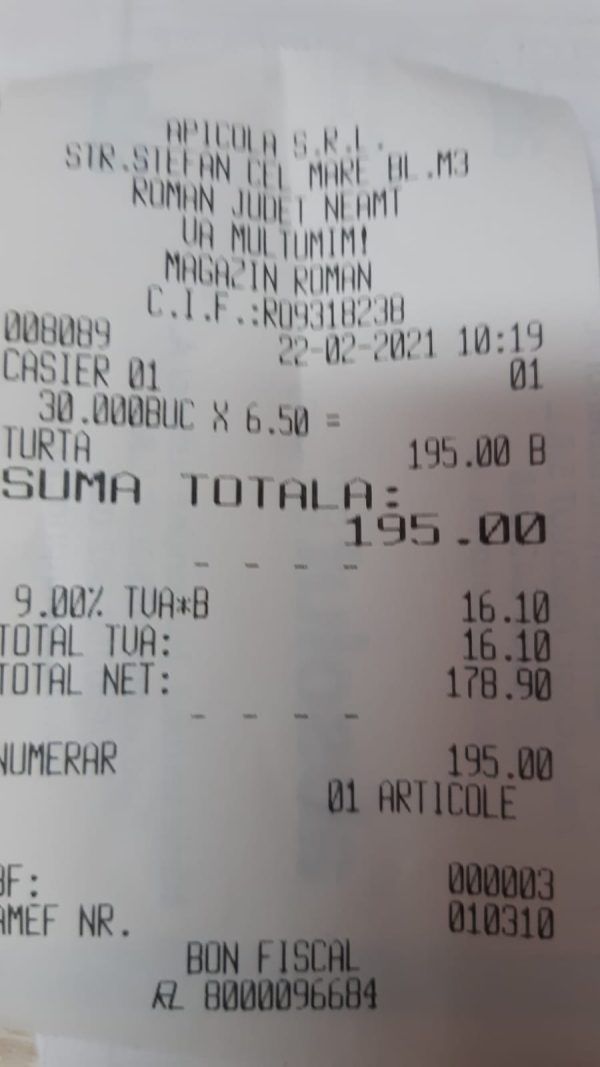 APICOLA S.R.L.
STR.STEFAN CEL MARE BL.M3
ROMAN JUDET NEAMT
VA MULTUMIM!
MAGAZIN ROMAN
C.I.F.:RO9318238
008089 22-02-2021 10:19
CASIER 01 01
30.000BUC X 6.50 =
TURTA 195.00 B
SUMA TOTALA:
195.00
- - - -
9.00% TVA*B 16.10
TOTAL TVA: 16.10
TOTAL NET: 178.90
- - - -
NUMERAR 195.00
01 ARTICOLE
BF: 000003
AMEF NR. 010310
BON FISCAL
8000096684